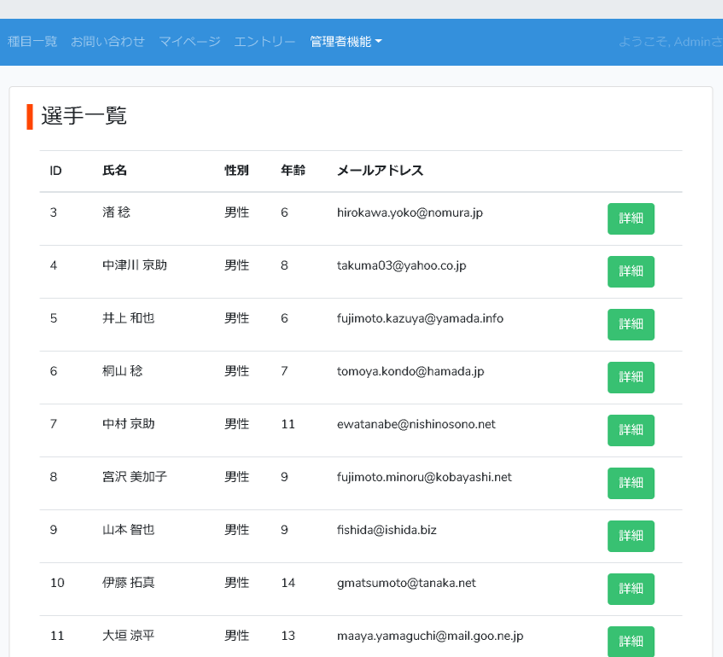 種目一覧 お問い合わせ マイページ エントリー 管理者機能 ようこそ, Adminさ
選手一覧
ID 氏名 性別 年齢 メールアドレス
3 渚 稔 男性 6 hirokawa.yoko@nomura.jp 詳細
4 中津川 京助 男性 8 takuma03@yahoo.co.jp 詳細
5 井上 和也 男性 6 fujimoto.kazuya@yamada.info 詳細
6 桐山 稔 男性 7 tomoya.kondo@hamada.jp 詳細
7 中村 京助 男性 11 ewatanabe@nishinosono.net 詳細
8 宮沢 美加子 男性 9 fujimoto.minoru@kobayashi.net 詳細
9 山本 智也 男性 9 fishida@ishida.biz 詳細
10 伊藤 拓真 男性 14 gmatsumoto@tanaka.net 詳細
11 大垣 涼平 男性 13 maaya.yamaguchi@mail.goo.ne.jp 詳細